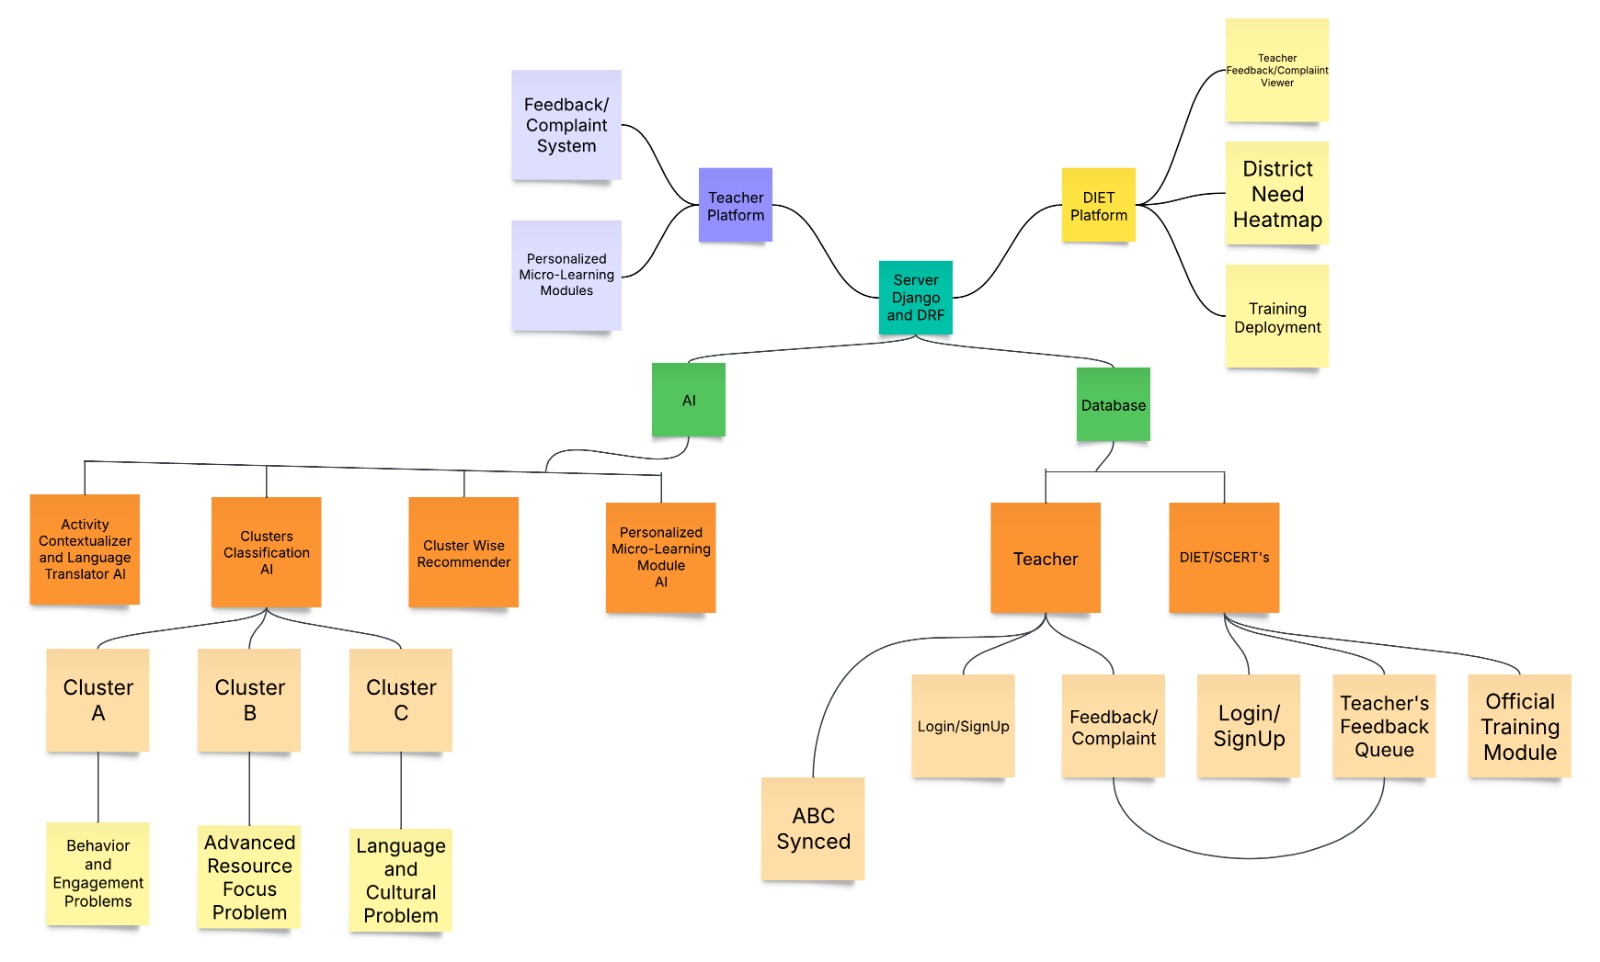 Teacher
Feedback/Complaiint
Viewer
Feedback/
Complaint
System
District
Need
Heatmap
Teacher
Platform
DIET
Platform
Personalized
Micro-Learning
Modules
Server
Django
and DRF
Training
Deployment
AI
Database
Activity
Contextualizer
and Language
Translator AI
Clusters
Classification
AI
Cluster Wise
Recommender
Personalized
Micro-Learning
Module
AI
Teacher
DIET/SCERT's
Cluster
A
Cluster
B
Cluster
C
Login/SignUp
Feedback/
Complaint
Login/
SignUp
Teacher's
Feedback
Queue
Official
Training
Module
ABC
Synced
Behavior
and
Engagement
Problems
Advanced
Resource
Focus
Problem
Language
and
Cultural
Problem